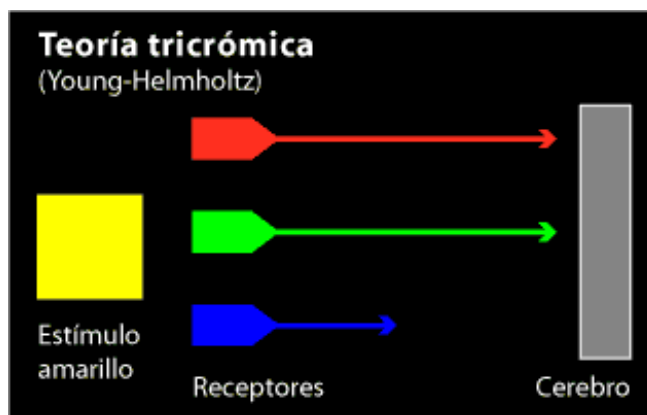 Teoría tricrómica
(Young-Helmholtz)
Estímulo
amarillo
Receptores
Cerebro